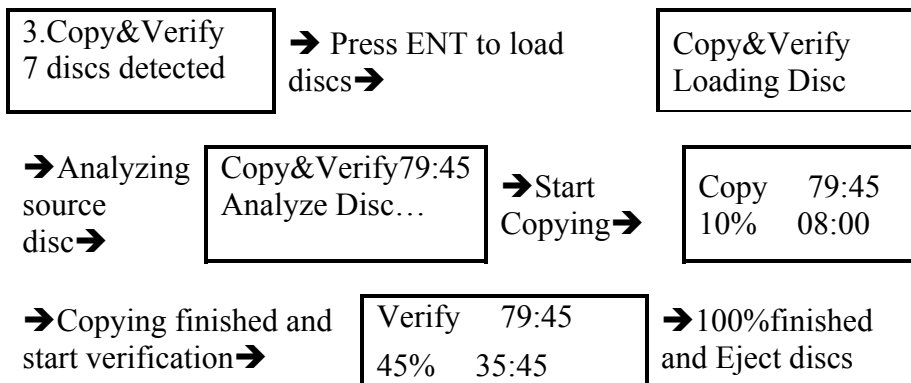 3.Copy&Verify
7 discs detected
➔ Press ENT to load
discs➔
Copy&Verify
Loading Disc
➔Analyzing
source
disc➔
Copy&Verify79:45
Analyze Disc…
➔Start
Copying➔
Copy 79:45
10% 08:00
➔Copying finished and
start verification➔
Verify 79:45
45% 35:45
➔100%finished
and Eject discs